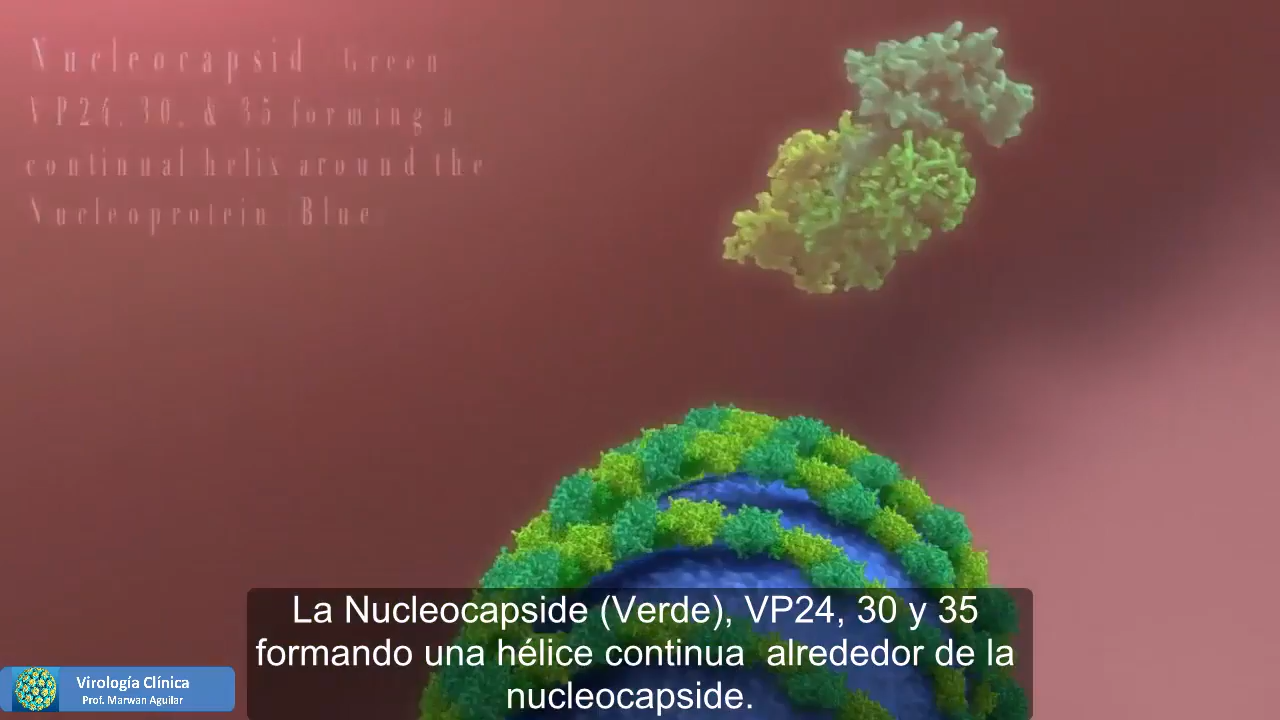 Nucleocapsid (Green)
VP24, 30, & 35 forming a
continual helix around the
Nucleoprotein (Blue)
La Nucleocapside (Verde), VP24, 30 y 35
formando una hélice continua alrededor de la
nucleocapside.
Virología Clínica
Prof. Marwan Aguilar